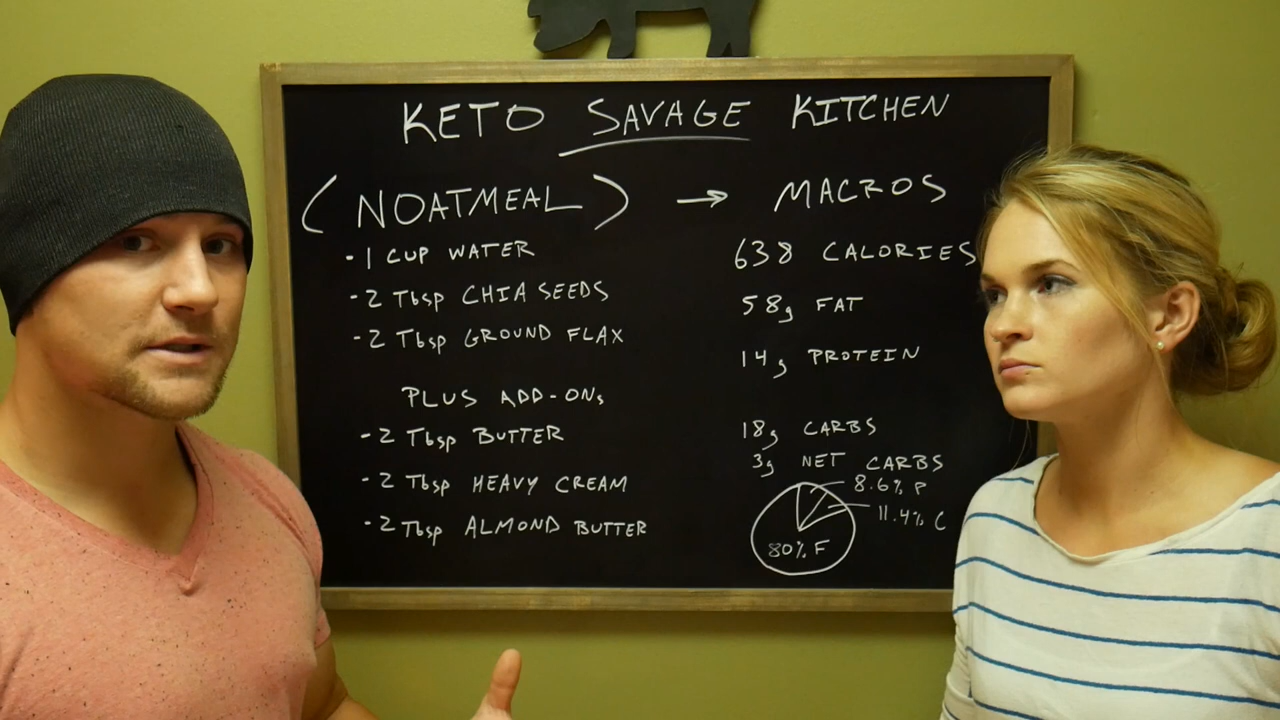 KETO SAVAGE KITCHEN
(NOATMEAL) → MACROS
- 1 CUP WATER
- 2 Tbsp CHIA SEEDS
- 2 Tbsp GROUND FLAX
PLUS ADD-ONs
- 2 Tbsp BUTTER
- 2 Tbsp HEAVY CREAM
- 2 Tbsp ALMOND BUTTER
638 CALORIES
58g FAT
14g PROTEIN
18g CARBS
3g NET CARBS
8.6% P
11.4% C
80% F